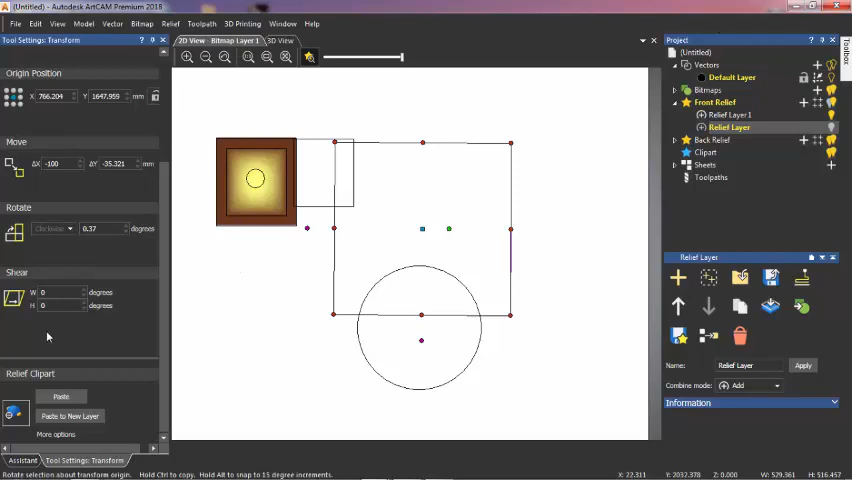 (Untitled) - Autodesk ArtCAM Premium 2018
File Edit View Model Vector Bitmap Relief Toolpath 3D Printing Window Help
Tool Settings: Transform
2D View - Bitmap Layer 1 3D View
Origin Position
X 766.204 Y 1647.959 mm
Move
ΔX -100 ΔY -35.321 mm
Rotate
Clockwise 0.37 degrees
Shear
W 0 degrees
H 0 degrees
Relief Clipart
Paste
Paste to New Layer
More options
Assistant Tool Settings: Transform
Project
(Untitled)
Vectors
Default Layer
Bitmaps
Front Relief
Relief Layer 1
Relief Layer
Back Relief
Clipart
Sheets
Toolpaths
Toolbox
Relief Layer
Name: Relief Layer Apply
Combine mode: Add
Information
Rotate selection about transform origin. Hold Ctrl to copy. Hold Alt to snap to 15 degree increments. X: 22.311 Y: 2032.378 Z: 0.000 W: 529.361 H: 516.457